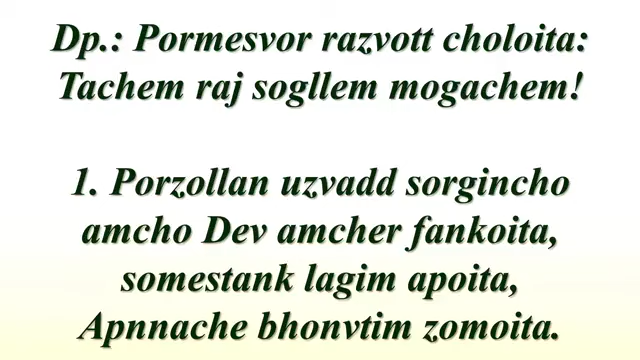 Dp.: Pormesvor razvott choloita:
Tachem raj sogllem mogachem!
1. Porzollan uzvadd sorgincho
amcho Dev amcher fankoita,
somestank lagim apoita,
Apnnache bhonvtim zomoita.